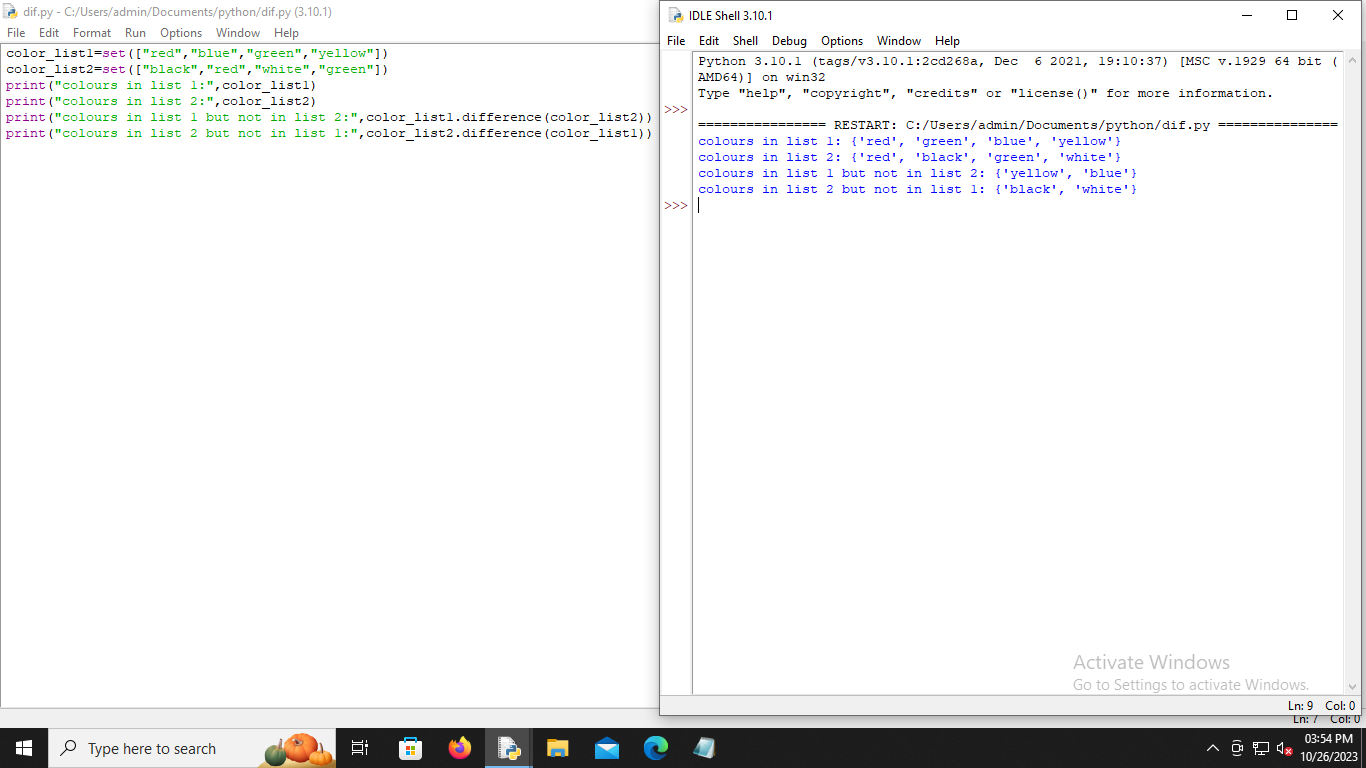 dif.py - C:/Users/admin/Documents/python/dif.py (3.10.1)
File Edit Format Run Options Window Help
color_list1=set(["red","blue","green","yellow"])
color_list2=set(["black","red","white","green"])
print("colours in list 1:",color_list1)
print("colours in list 2:",color_list2)
print("colours in list 1 but not in list 2:",color_list1.difference(color_list2))
print("colours in list 2 but not in list 1:",color_list2.difference(color_list1))
IDLE Shell 3.10.1
File Edit Shell Debug Options Window Help
Python 3.10.1 (tags/v3.10.1:2cd268a, Dec  6 2021, 19:10:37) [MSC v.1929 64 bit (
AMD64)] on win32
Type "help", "copyright", "credits" or "license()" for more information.
>>>
================ RESTART: C:/Users/admin/Documents/python/dif.py ===============
colours in list 1: {'red', 'green', 'blue', 'yellow'}
colours in list 2: {'red', 'black', 'green', 'white'}
colours in list 1 but not in list 2: {'yellow', 'blue'}
colours in list 2 but not in list 1: {'black', 'white'}
>>>
Activate Windows
Go to Settings to activate Windows.
Ln: 9 Col: 0
Ln: 7 Col: 0
Type here to search
03:54 PM
10/26/2023